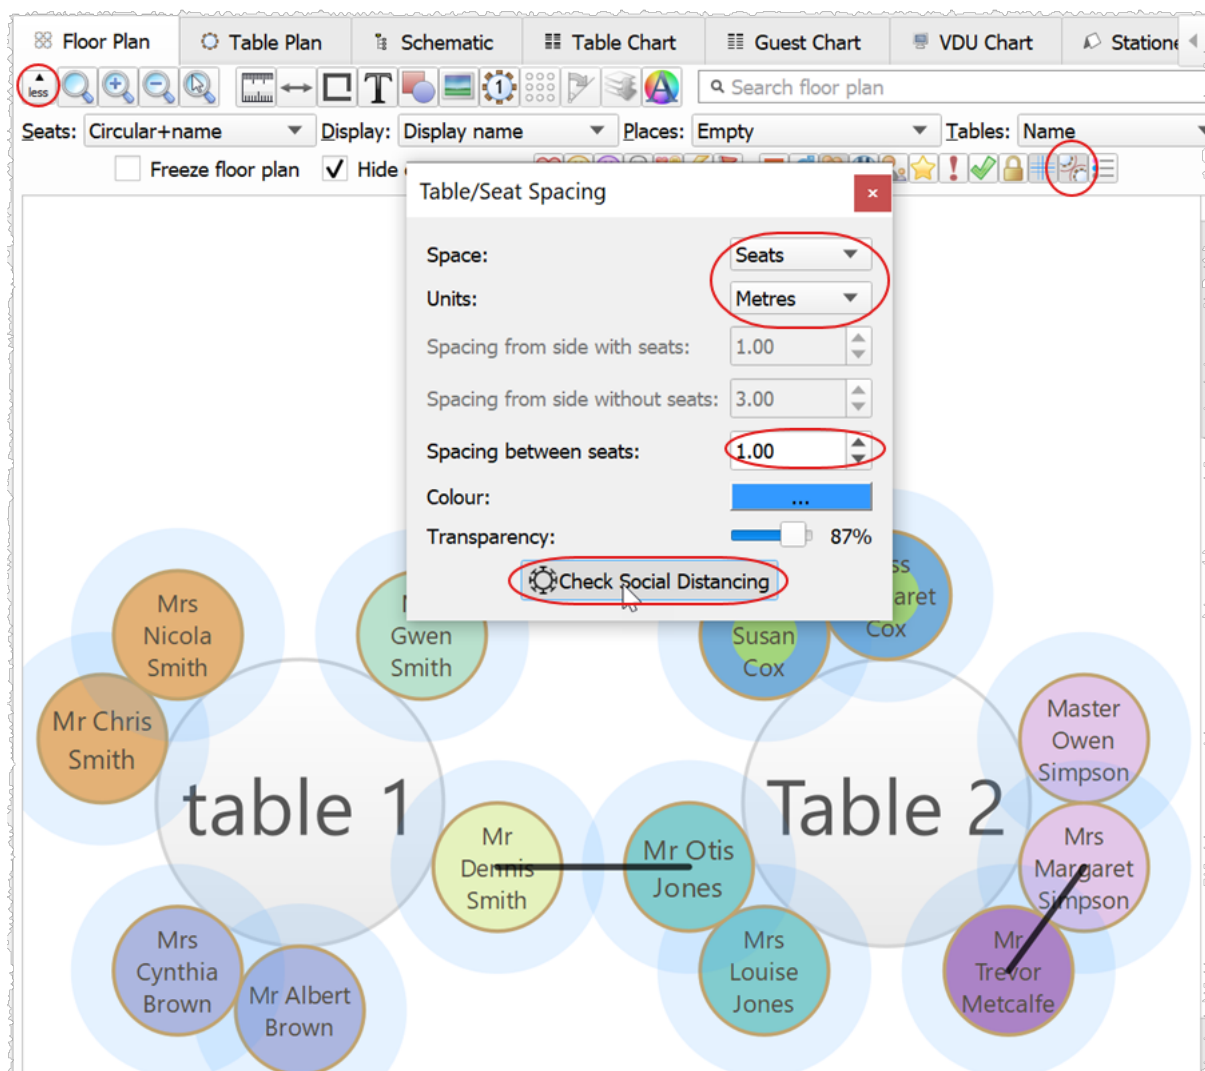 Floor Plan
Table Plan
Schematic
Table Chart
Guest Chart
VDU Chart
Statione
less
T
1
A
Search floor plan
Seats: Circular+name
Display: Display name
Places: Empty
Tables: Name
Freeze floor plan
Hide
Table/Seat Spacing
Space: Seats
Units: Metres
Spacing from side with seats: 1.00
Spacing from side without seats: 3.00
Spacing between seats: 1.00
Colour: ...
Transparency: 87%
Check Social Distancing
Mrs
Nicola
Smith
Gwen
Smith
Mr Chris
Smith
table 1
Mr
Dennis
Smith
Mrs
Cynthia
Brown
Mr Albert
Brown
Susan
Cox
ss
aret
Cox
Master
Owen
Simpson
Table 2
Mr Otis
Jones
Mrs
Margaret
Simpson
Mrs
Louise
Jones
Mr
Trevor
Metcalfe